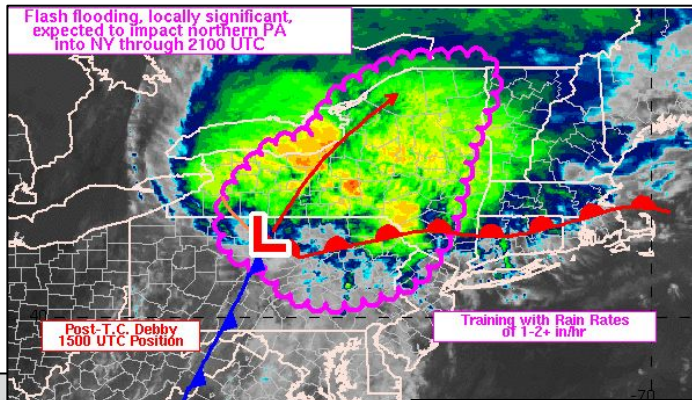 Flash flooding, locally significant,
expected to impact northern PA
into NY through 2100 UTC
L
40
Post-T.C. Debby
1500 UTC Position
Training with Rain Rates
of 1-2+ in/hr
-70